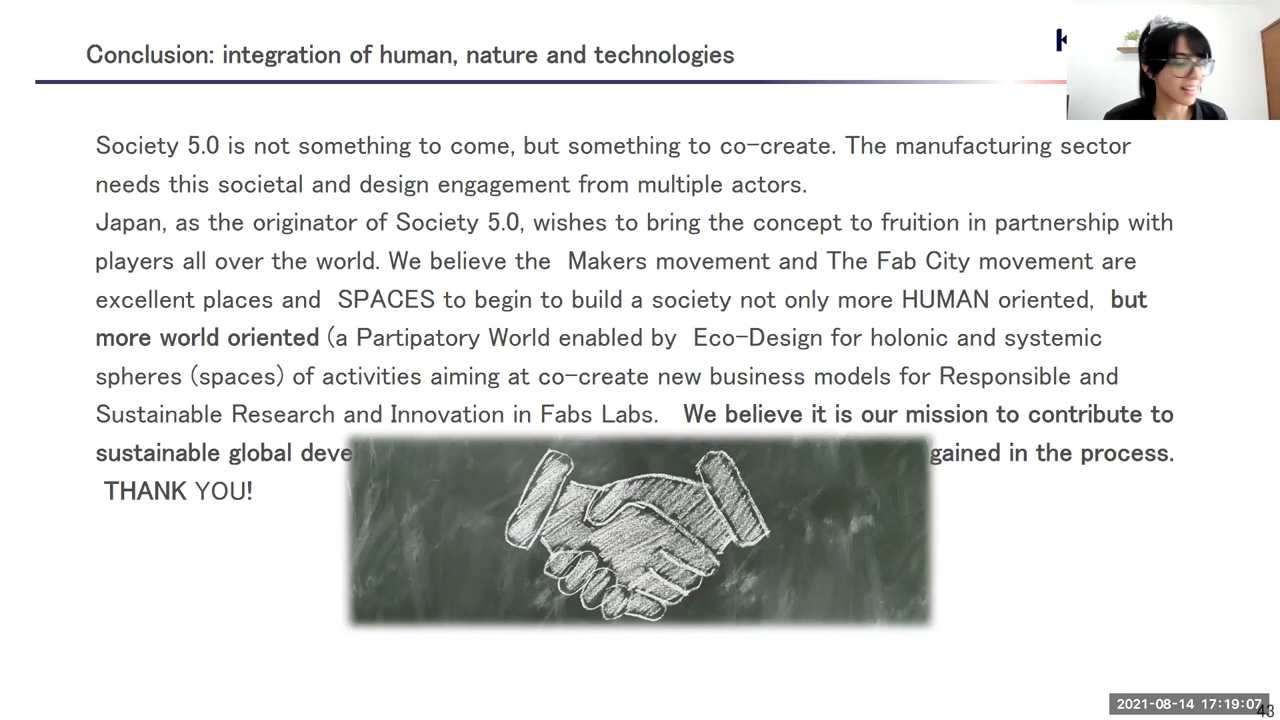 Conclusion: integration of human, nature and technologies
Society 5.0 is not something to come, but something to co-create. The manufacturing sector
needs this societal and design engagement from multiple actors.
Japan, as the originator of Society 5.0, wishes to bring the concept to fruition in partnership with
players all over the world. We believe the Makers movement and The Fab City movement are
excellent places and SPACES to begin to build a society not only more HUMAN oriented, but
more world oriented (a Partipatory World enabled by Eco-Design for holonic and systemic
spheres (spaces) of activities aiming at co-create new business models for Responsible and
Sustainable Research and Innovation in Fabs Labs. We believe it is our mission to contribute to
sustainable global gained in the process.
THANK YOU!
2021-08-14 17:19:07
43